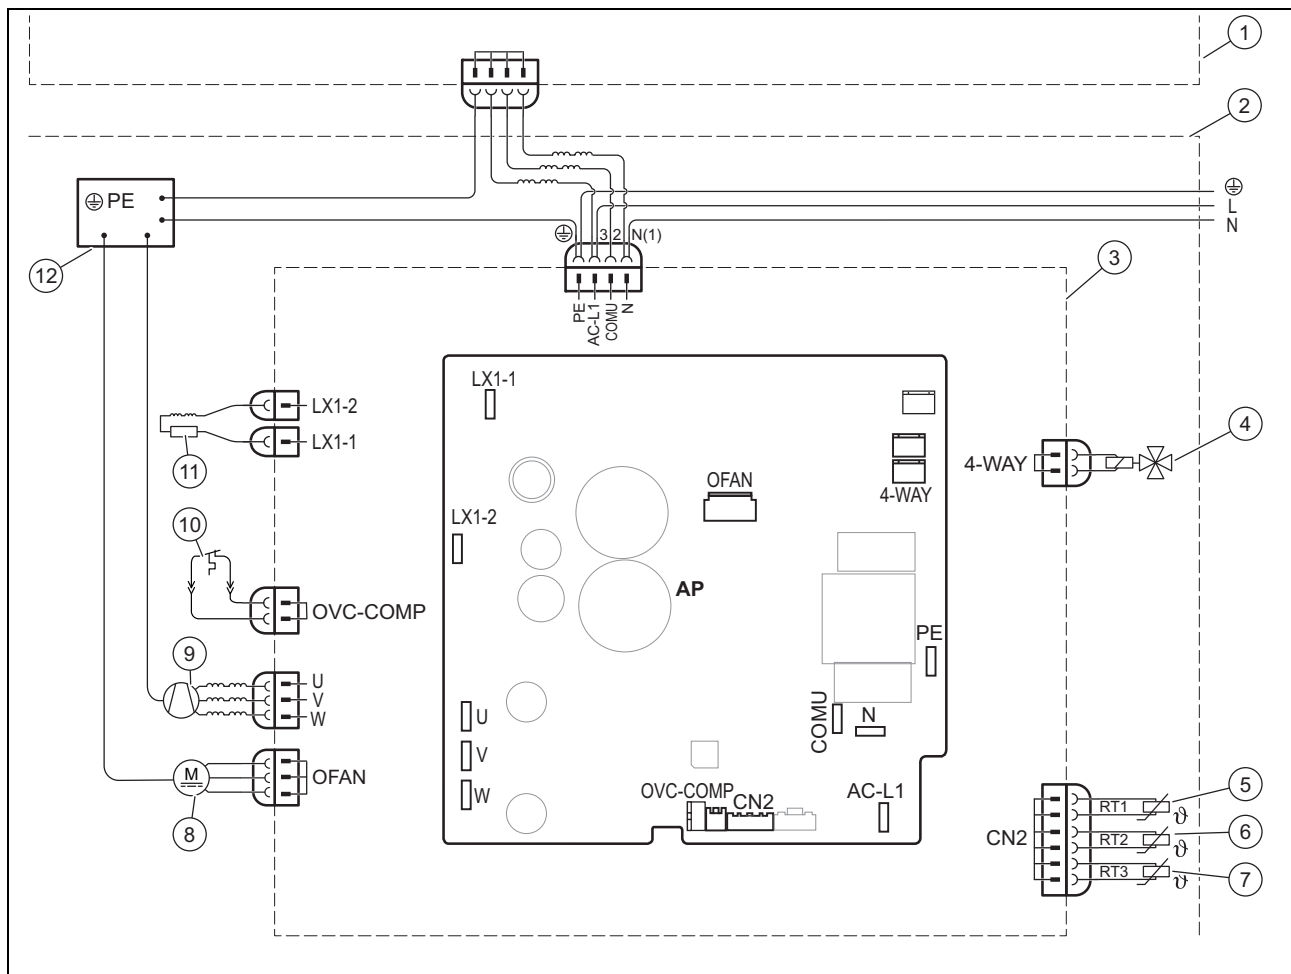 1
2
PE
L
N
3 2 N(1)
12
3
PE
AC-L1
COMU
N
LX1-1
LX1-2
LX1-1
11
4-WAY
4
OFAN
4-WAY
LX1-2
10
AP
OVC-COMP
PE
9
U
V
W
COMU
N
U
V
W
M
OFAN
8
OVC-COMP
CN2
AC-L1
CN2
RT1
ϑ
5
RT2
ϑ
6
RT3
ϑ
7